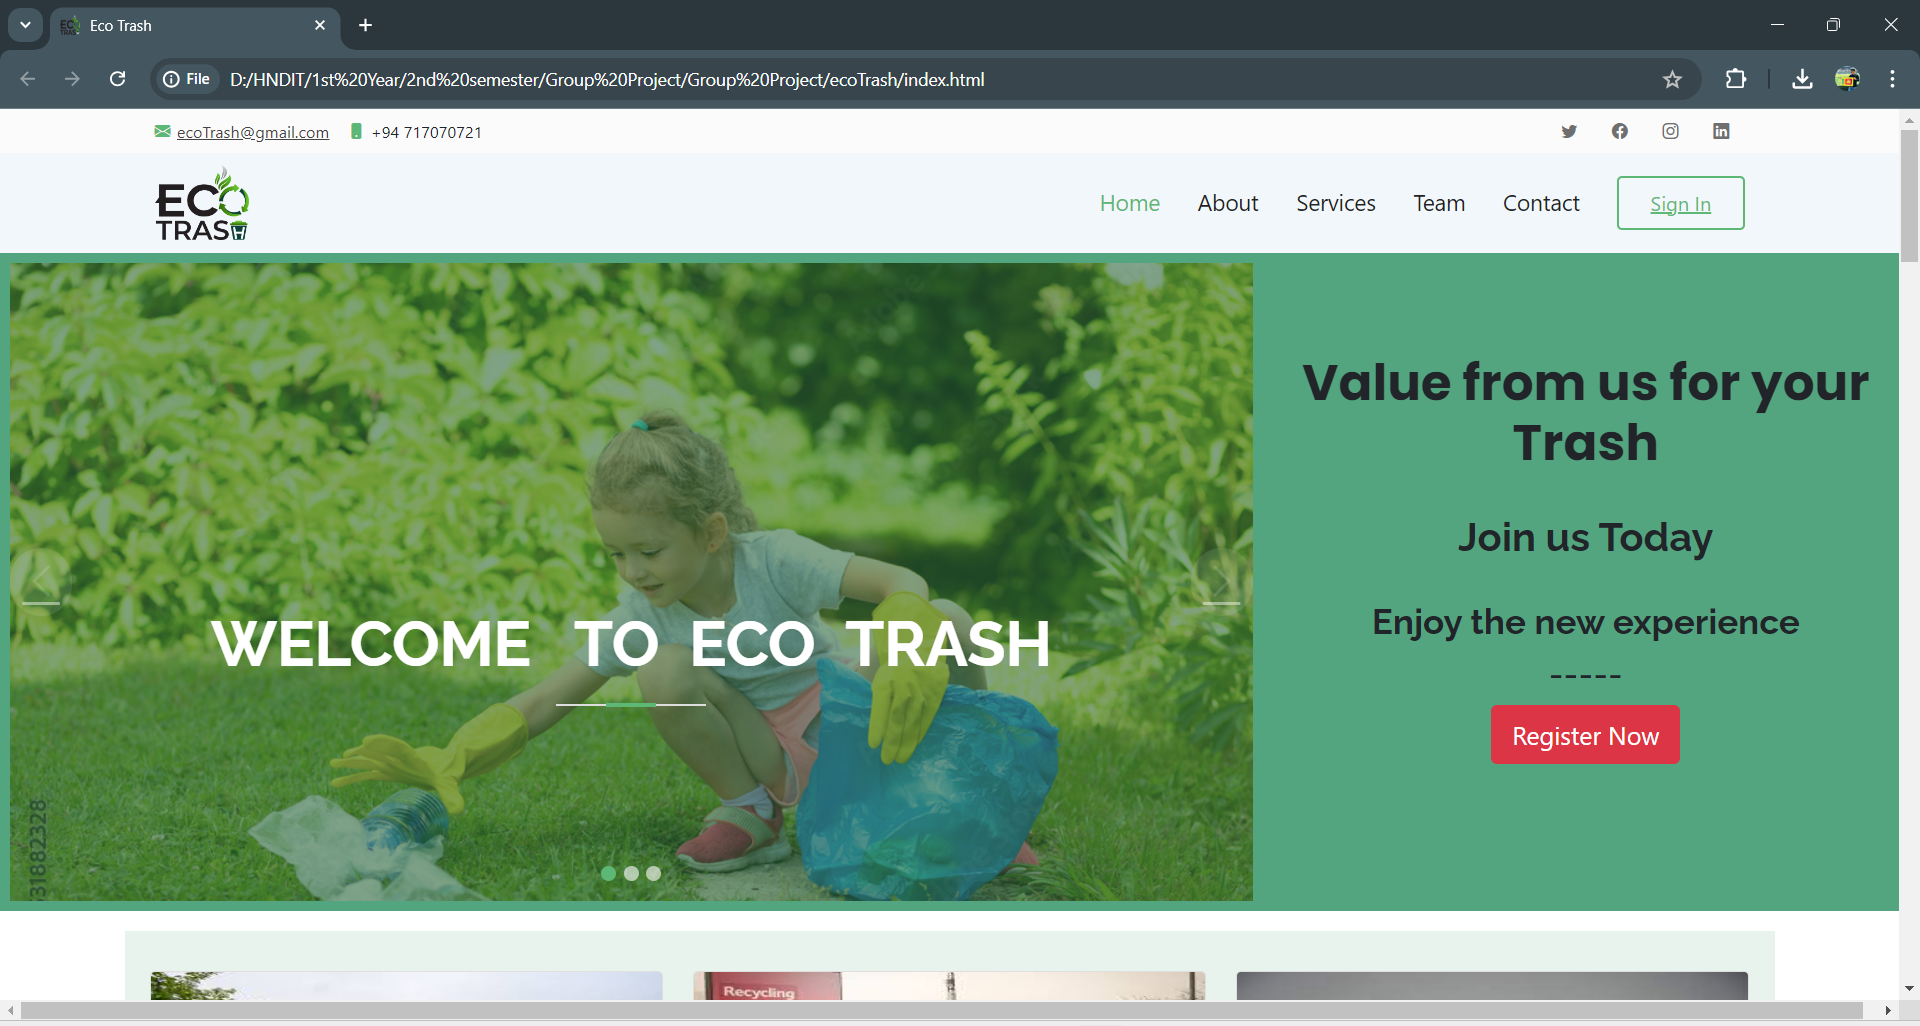 Eco Trash
File
D:/HNDIT/1st%20Year/2nd%20semester/Group%20Project/Group%20Project/ecoTrash/index.html
ecoTrash@gmail.com +94 717070721
ECO
TRASH
Home About Services Team Contact Sign In
WELCOME TO ECO TRASH
Value from us for your
Trash
Join us Today
Enjoy the new experience
-----
Register Now
31882328
Recycling